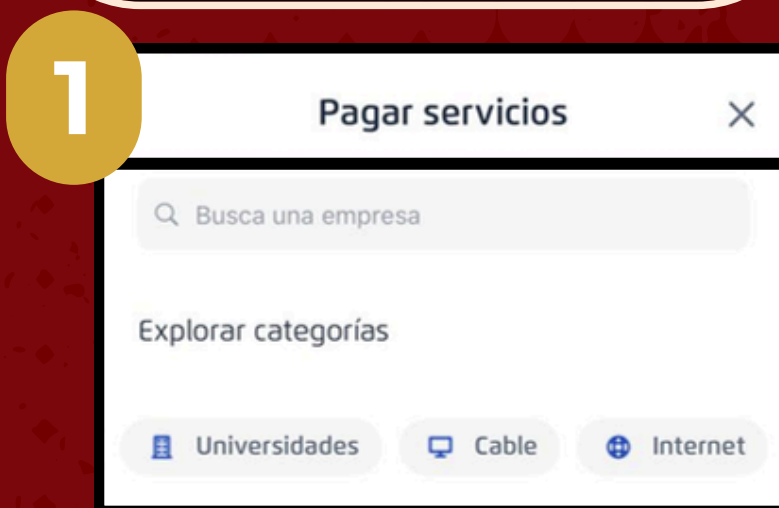 1
Pagar servicios
Busca una empresa
Explorar categorías
Universidades Cable Internet